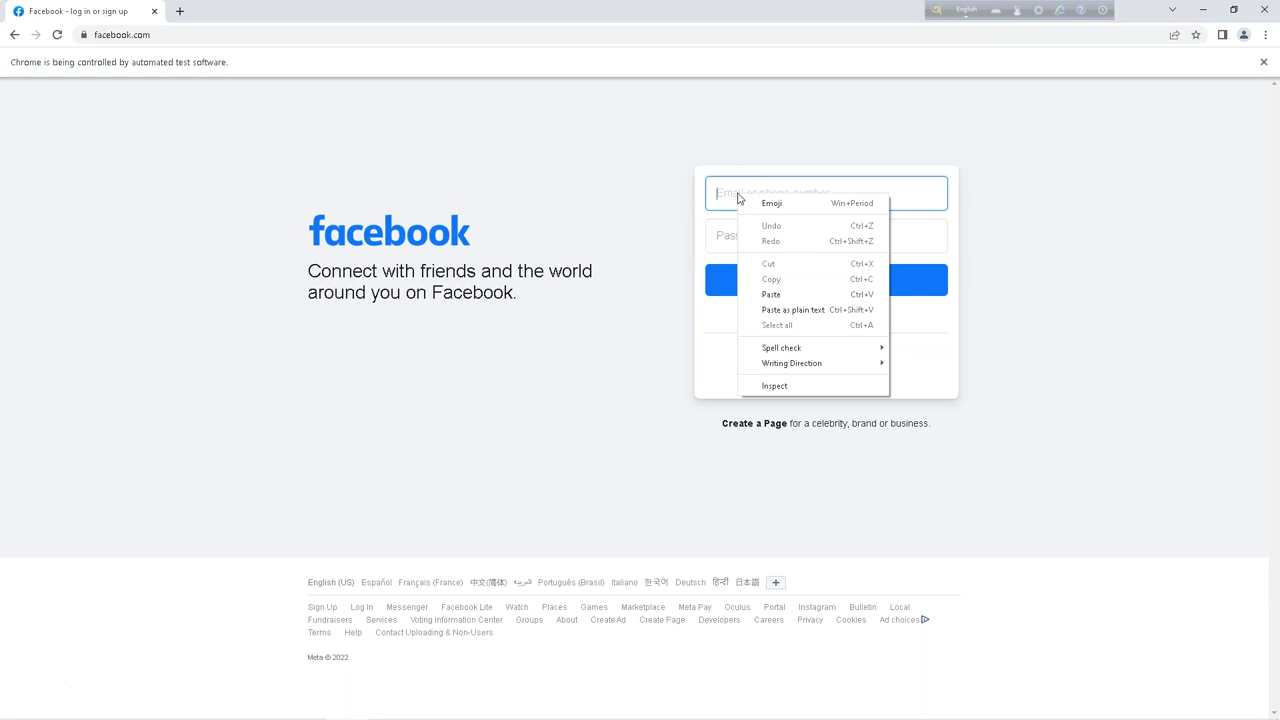 Facebook - log in or sign up
English
facebook.com
Chrome is being controlled by automated test software.
facebook
Connect with friends and the world
around you on Facebook.
Email or phone number
Pass
Emoji Win+Period
Undo Ctrl+Z
Redo Ctrl+Shift+Z
Cut Ctrl+X
Copy Ctrl+C
Paste Ctrl+V
Paste as plain text Ctrl+Shift+V
Select all Ctrl+A
Spell check
Writing Direction
Inspect
Create a Page for a celebrity, brand or business.
English (US) Español Français (France) 中文(简体) العربية Português (Brasil) Italiano 한국어 Deutsch हिन्दी 日本語
Sign Up Log In Messenger Facebook Lite Watch Places Games Marketplace Meta Pay Oculus Portal Instagram Bulletin Local
Fundraisers Services Voting Information Center Groups About Create Ad Create Page Developers Careers Privacy Cookies Ad choices
Terms Help Contact Uploading & Non-Users
Meta © 2022